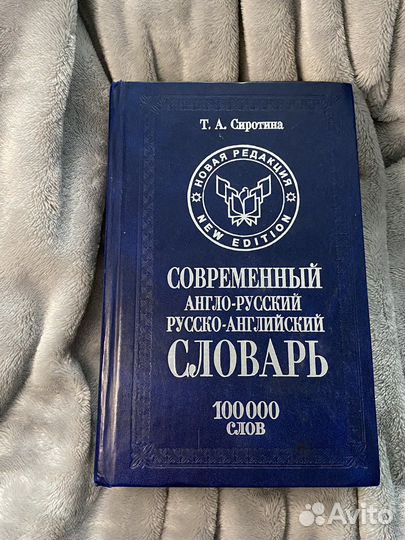 Т. А. Сиротина
НОВАЯ РЕДАКЦИЯ
NEW EDITION
СОВРЕМЕННЫЙ
АНГЛО-РУССКИЙ
РУССКО-АНГЛИЙСКИЙ
СЛОВАРЬ
100 000
СЛОВ
Avito